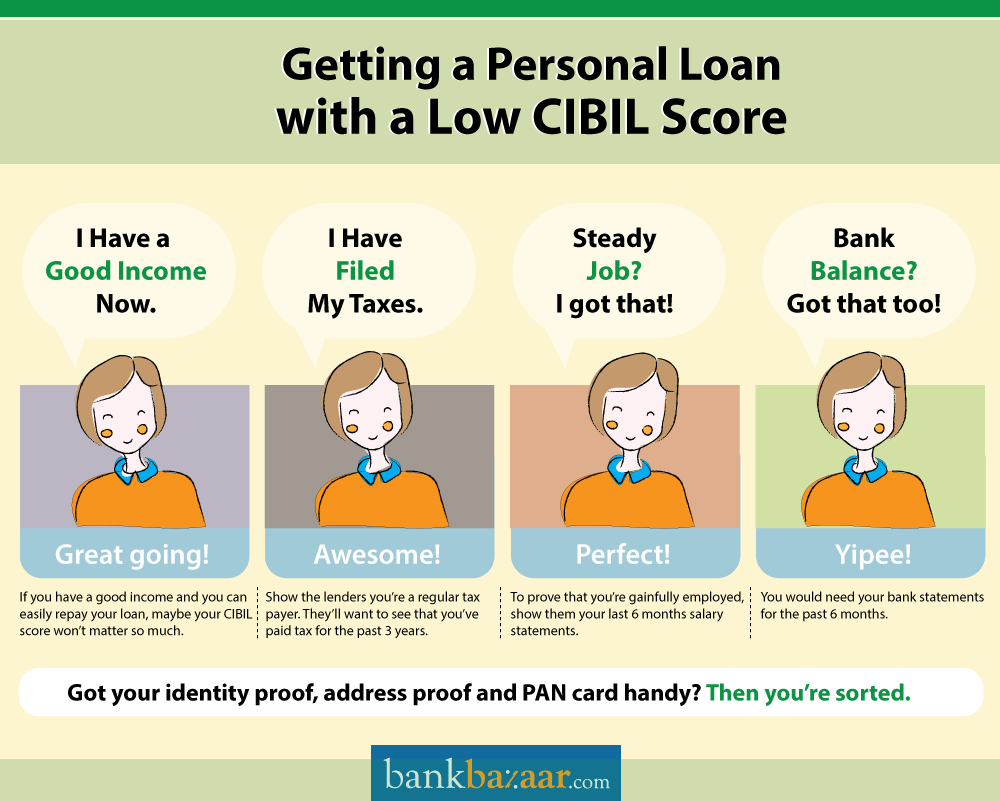 Getting a Personal Loan
with a Low CIBIL Score
I Have a
Good Income
Now.
I Have
Filed
My Taxes.
Steady
Job?
I got that!
Bank
Balance?
Got that too!
Great going!
Awesome!
Perfect!
Yipee!
If you have a good income and you can
easily repay your loan, maybe your CIBIL
score won't matter so much.
Show the lenders you're a regular tax
payer. They'll want to see that you've
paid tax for the past 3 years.
To prove that you're gainfully employed,
show them your last 6 months salary
statements.
You would need your bank statements
for the past 6 months.
Got your identity proof, address proof and PAN card handy? Then you're sorted.
bankbazaar.com